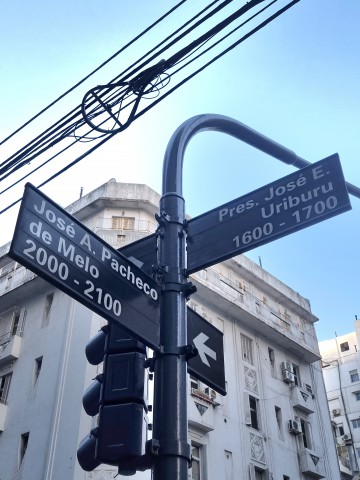 José A. Pacheco
de Melo
2000 - 2100
Pres. José E.
Uriburu
1600 - 1700